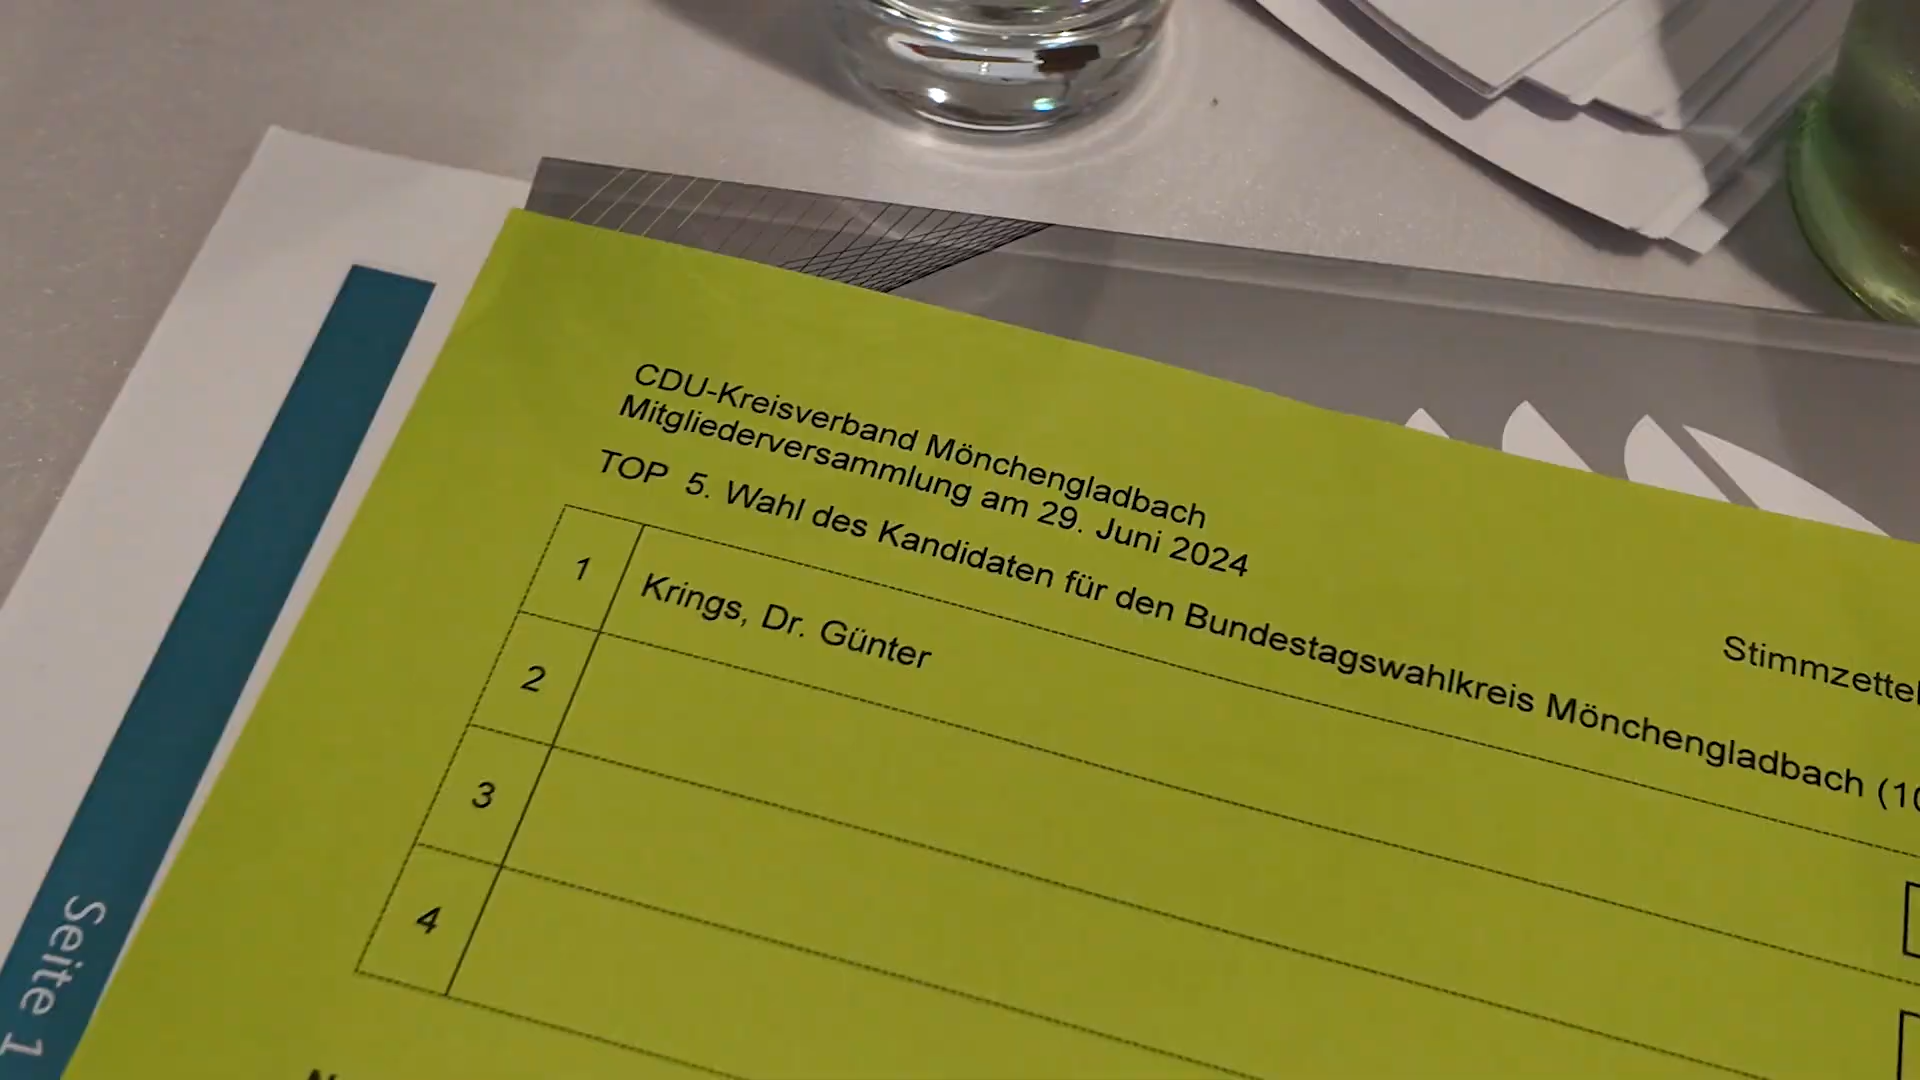 CDU-Kreisverband Mönchengladbach
Mitgliederversammlung am 29. Juni 2024
Stimmzettel
TOP 5. Wahl des Kandidaten für den Bundestagswahlkreis Mönchengladbach (10
1 Krings, Dr. Günter
2
3
4
Seite 1